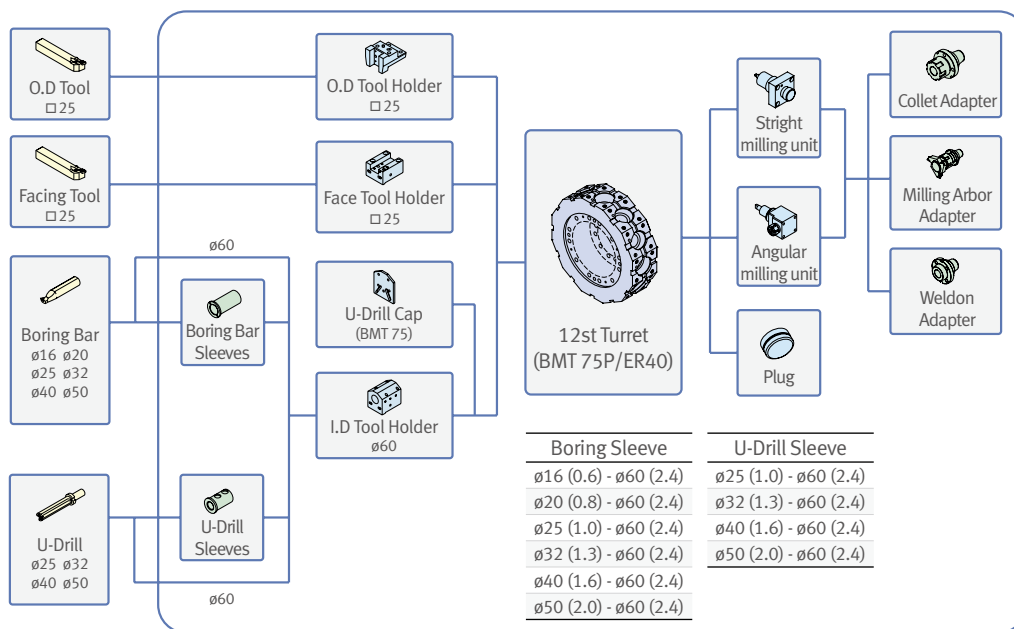 O.D Tool
□ 25
Facing Tool
□ 25
ø60
Boring Bar
ø16 ø20
ø25 ø32
ø40 ø50
U-Drill
ø25 ø32
ø40 ø50
Boring Bar
Sleeves
U-Drill
Sleeves
ø60
O.D Tool Holder
□ 25
Face Tool Holder
□ 25
U-Drill Cap
(BMT 75)
I.D Tool Holder
ø60
12st Turret
(BMT 75P/ER40)
Stright
milling unit
Angular
milling unit
Plug
Collet Adapter
Milling Arbor
Adapter
Weldon
Adapter
Boring Sleeve
ø16 (0.6) - ø60 (2.4)
ø20 (0.8) - ø60 (2.4)
ø25 (1.0) - ø60 (2.4)
ø32 (1.3) - ø60 (2.4)
ø40 (1.6) - ø60 (2.4)
ø50 (2.0) - ø60 (2.4)
U-Drill Sleeve
ø25 (1.0) - ø60 (2.4)
ø32 (1.3) - ø60 (2.4)
ø40 (1.6) - ø60 (2.4)
ø50 (2.0) - ø60 (2.4)